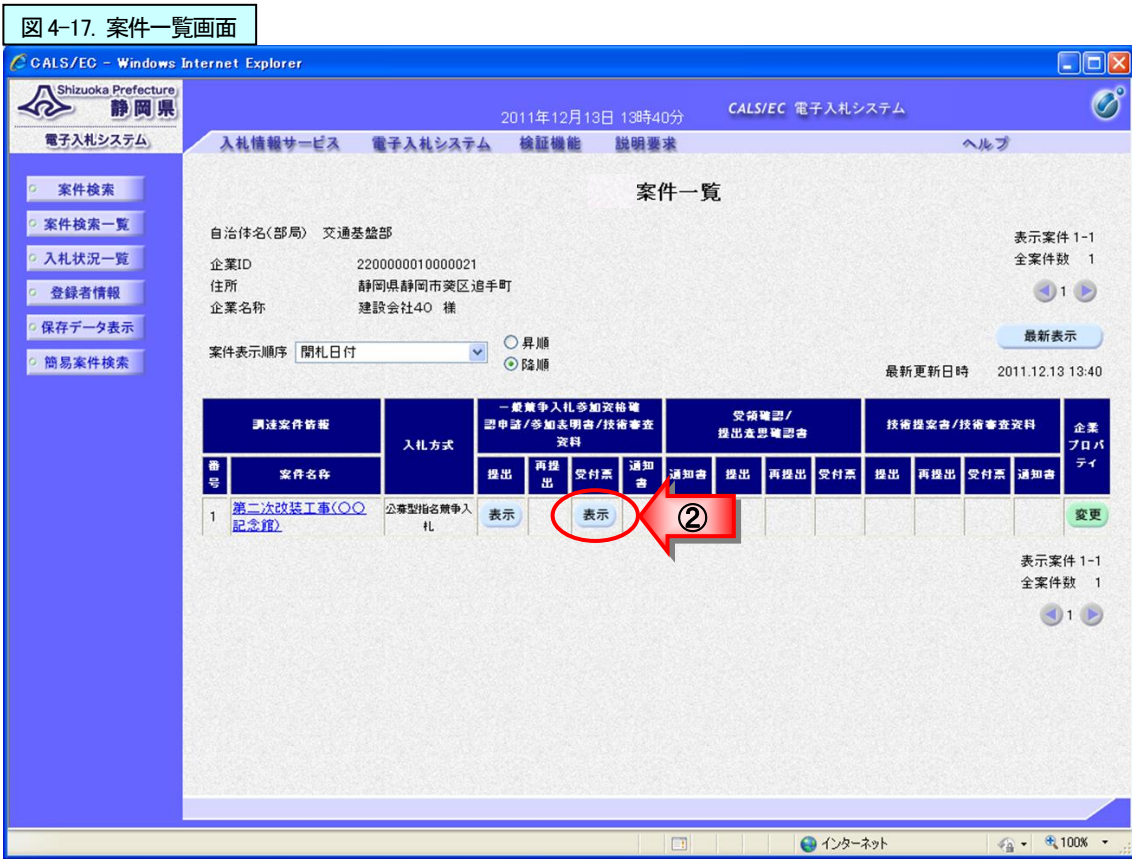 図 4-17. 案件一覧画面
CALS/EC - Windows Internet Explorer
Shizuoka Prefecture
静岡県
電子入札システム
2011年12月13日 13時40分
CALS/EC 電子入札システム
入札情報サービス 電子入札システム 検証機能 説明要求 ヘルプ
案件検索
案件検索一覧
入札状況一覧
登録者情報
保存データ表示
簡易案件検索
案件一覧
自治体名(部局) 交通基盤部
表示案件 1-1
全案件数 1
1
企業ID 2200000010000021
住所 静岡県静岡市葵区追手町
企業名称 建設会社40 様
案件表示順序 開札日付
昇順
降順
最新表示
最新更新日時 2011.12.13 13:40
調達案件情報
入札方式
一般競争入札参加資格確
認申請/参加表明書/技術審査
資料
受領確認/
提出意思確認書
技術提案書/技術審査資料
企業
プロパ
ティ
番
号
案件名称
提出
再提
出
受付票
通知
書
通知書 提出 再提出 受付票
提出 再提出 受付票 通知書
1
第二次改装工事(〇〇
記念館)
公募型指名競争入
札
表示
表示
②
変更
表示案件 1-1
全案件数 1
1
インターネット
100%